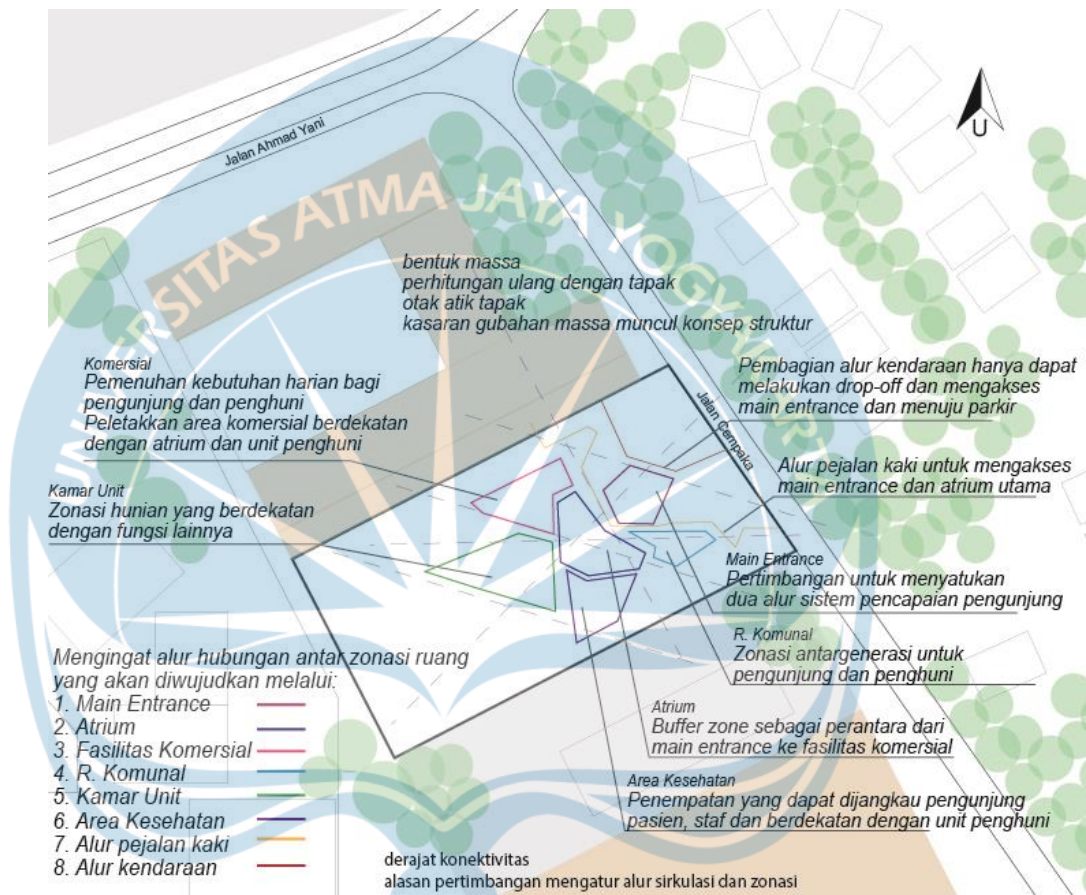 Jalan Ahmad Yani
U
UNIVERSITAS ATMA JAYA YOGYAKARTA
bentuk massa
perhitungan ulang dengan tapak
otak atik tapak
kasaran gubahan massa muncul konsep struktur
Komersial
Pemenuhan kebutuhan harian bagi
pengunjung dan penghuni
Peletakkan area komersial berdekatan
dengan atrium dan unit penghuni
Kamar Unit
Zonasi hunian yang berdekatan
dengan fungsi lainnya
Jalan Cempaka
Pembagian alur kendaraan hanya dapat
melakukan drop-off dan mengakses
main entrance dan menuju parkir
Alur pejalan kaki untuk mengakses
main entrance dan atrium utama
Main Entrance
Pertimbangan untuk menyatukan
dua alur sistem pencapaian pengunjung
R. Komunal
Zonasi antargenerasi untuk
pengunjung dan penghuni
Atrium
Buffer zone sebagai perantara dari
main entrance ke fasilitas komersial
Area Kesehatan
Penempatan yang dapat dijangkau pengunjung
pasien, staf dan berdekatan dengan unit penghuni
Mengingat alur hubungan antar zonasi ruang
yang akan diwujudkan melalui:
1. Main Entrance
2. Atrium
3. Fasilitas Komersial
4. R. Komunal
5. Kamar Unit
6. Area Kesehatan
7. Alur pejalan kaki
8. Alur kendaraan
derajat konektivitas
alasan pertimbangan mengatur alur sirkulasi dan zonasi